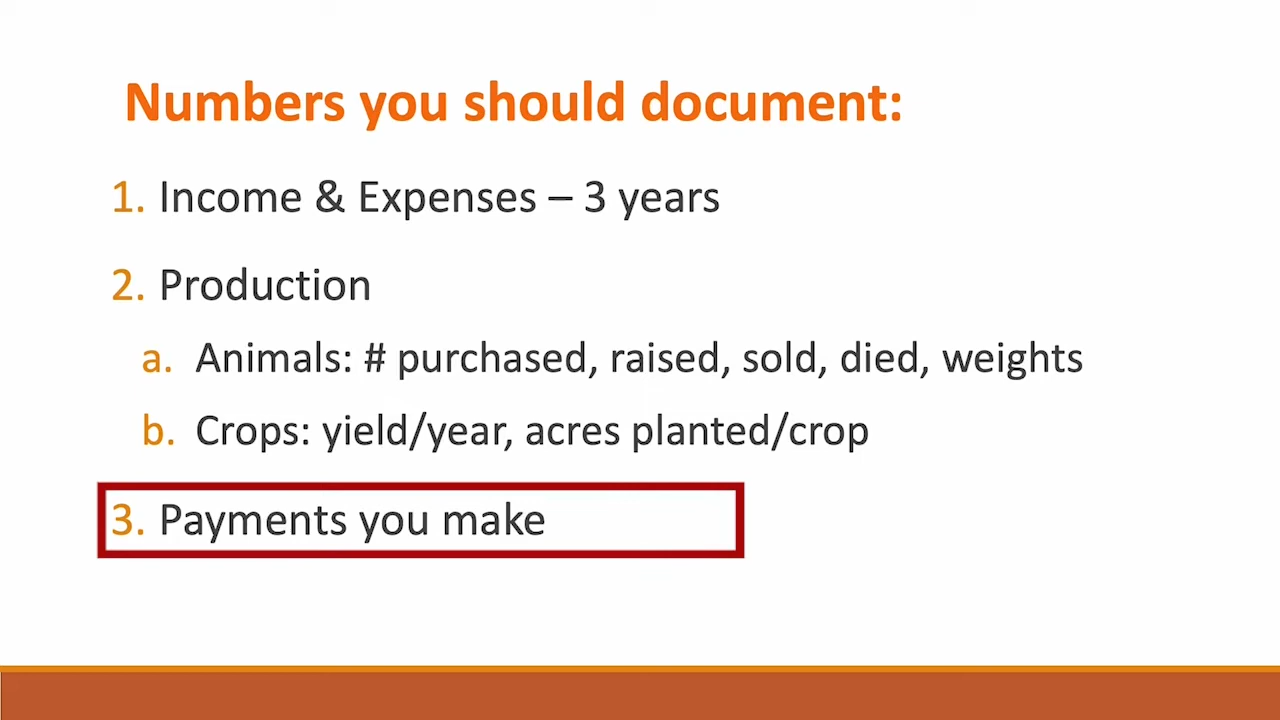 Numbers you should document:
1. Income & Expenses – 3 years
2. Production
a. Animals: # purchased, raised, sold, died, weights
b. Crops: yield/year, acres planted/crop
3. Payments you make